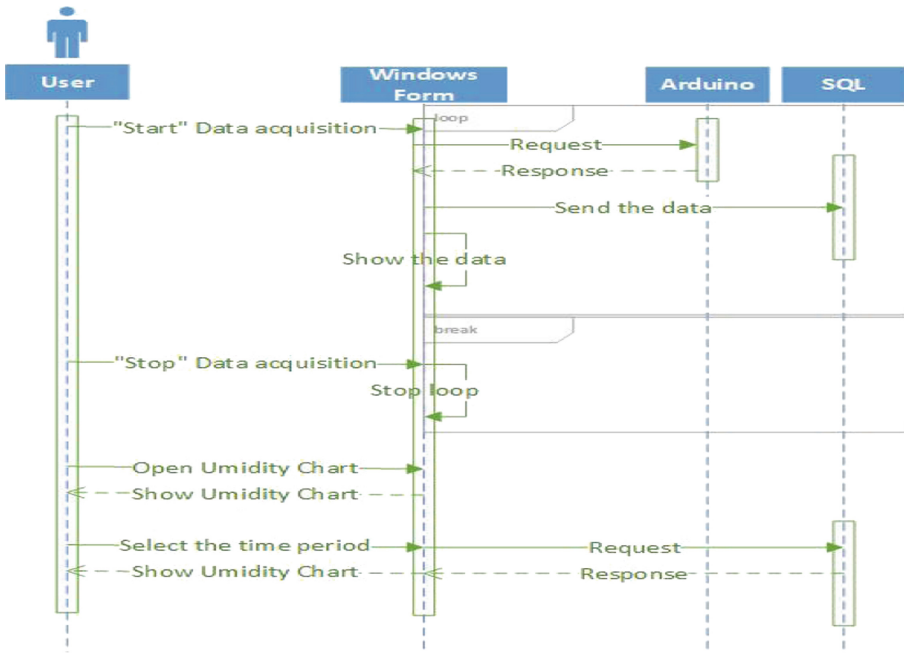 User
Windows
Form
Arduino
SQL
loop
"Start" Data acquisition
Request
Response
Send the data
Show the data
break
"Stop" Data acquisition
Stop loop
Open Umidity Chart
Show Umidity Chart
Select the time period
Request
Show Umidity Chart
Response